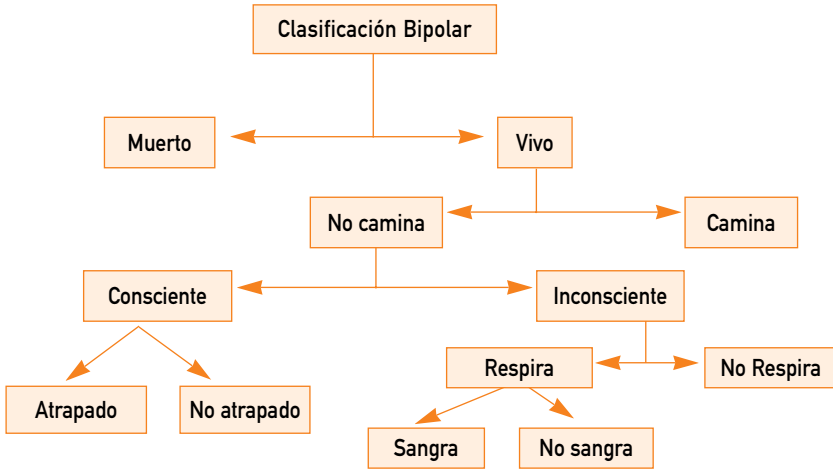 Clasificación Bipolar
Muerto
Vivo
No camina
Camina
Consciente
Inconsciente
Respira
No Respira
Atrapado
No atrapado
Sangra
No sangra